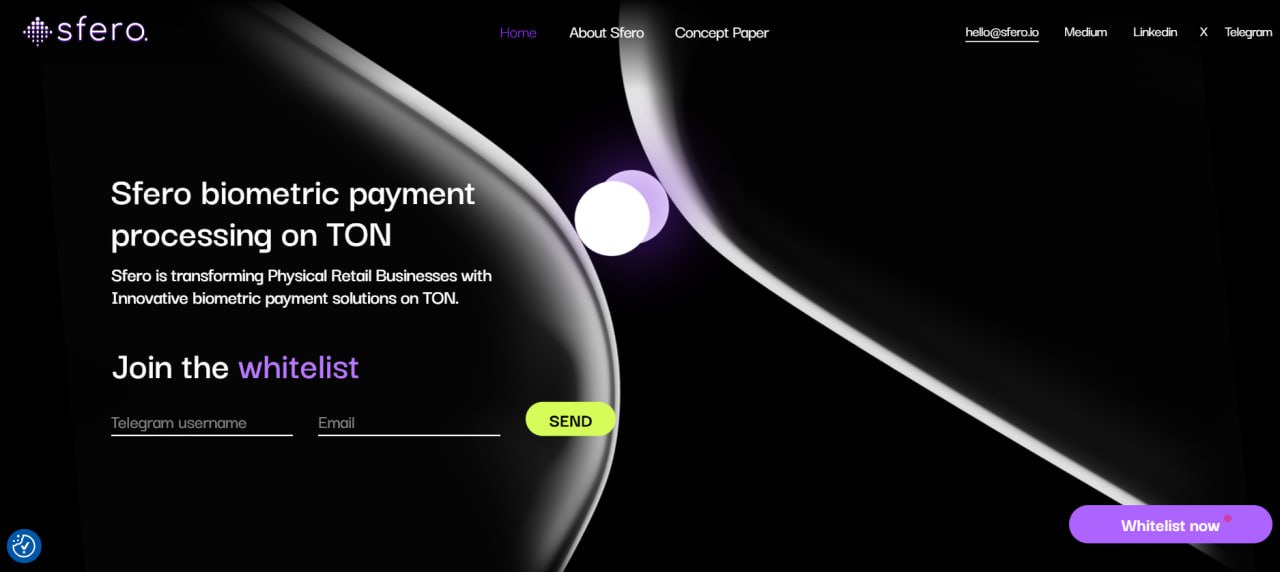 sfero.
Home
About Sfero
Concept Paper
hello@sfero.io
Medium
Linkedin
X
Telegram
Sfero biometric payment
processing on TON
Sfero is transforming Physical Retail Businesses with
Innovative biometric payment solutions on TON.
Join the whitelist
Telegram username
Email
SEND
Whitelist now